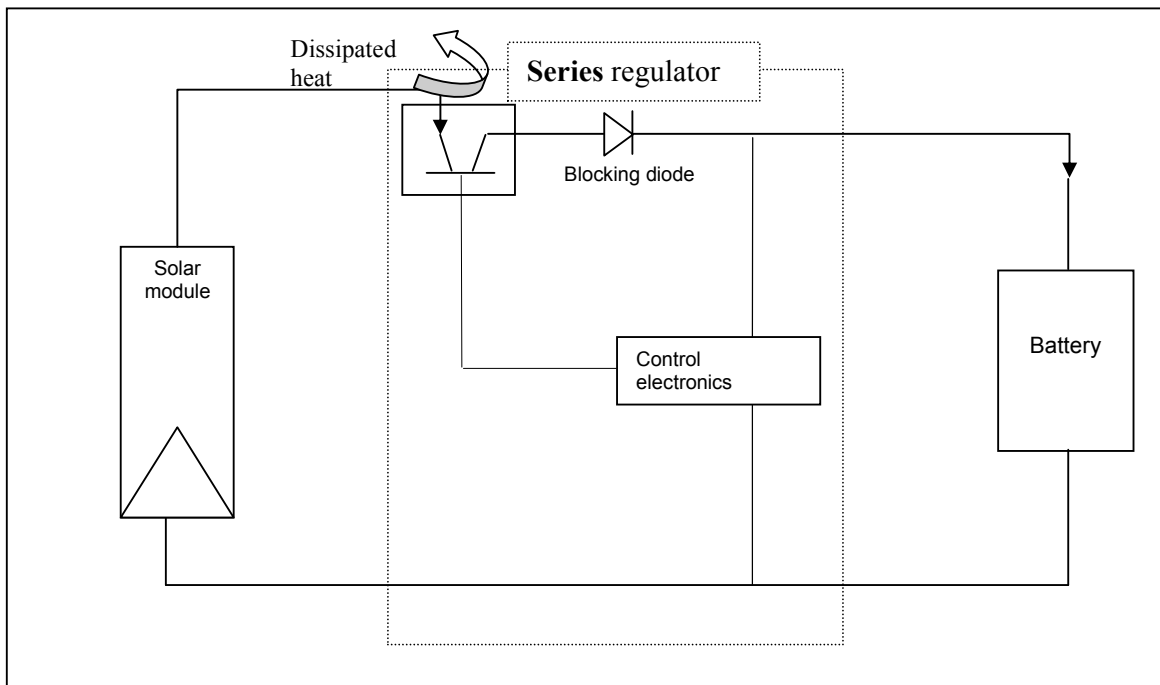 Dissipated
heat
Series regulator
Blocking diode
Solar
module
Control
electronics
Battery